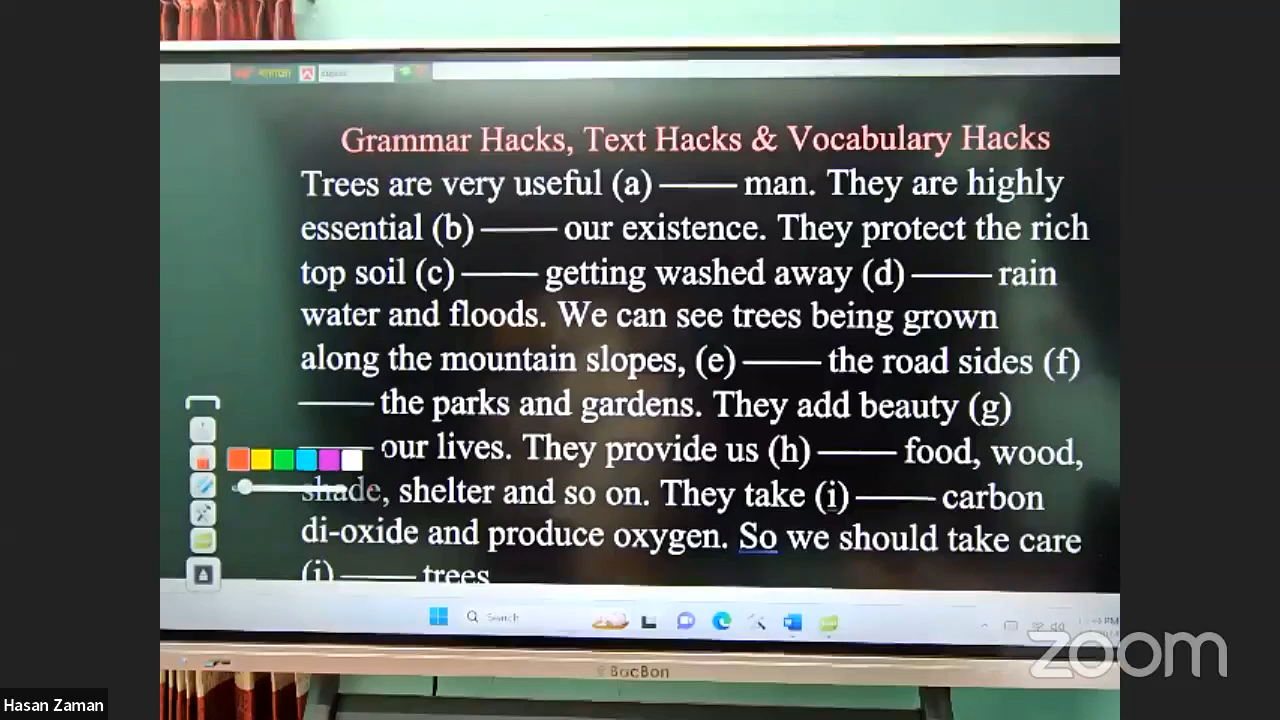 Grammar Hacks, Text Hacks & Vocabulary Hacks
Trees are very useful (a) —— man. They are highly
essential (b) —— our existence. They protect the rich
top soil (c) —— getting washed away (d) —— rain
water and floods. We can see trees being grown
along the mountain slopes, (e) —— the road sides (f)
—— the parks and gardens. They add beauty (g)
—— our lives. They provide us (h) —— food, wood,
shade, shelter and so on. They take (i) —— carbon
di-oxide and produce oxygen. So we should take care
(j) —— trees
Search
BacBon
zoom
Hasan Zaman